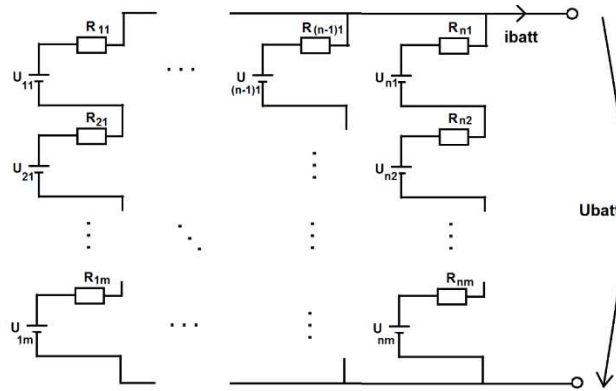 R11 R(n-1)1 Rn1 ibatt
U11 U(n-1)1 Un1
R21 Rn2
U21 Un2
Ubatt
R1m Rnm
U1m Unm